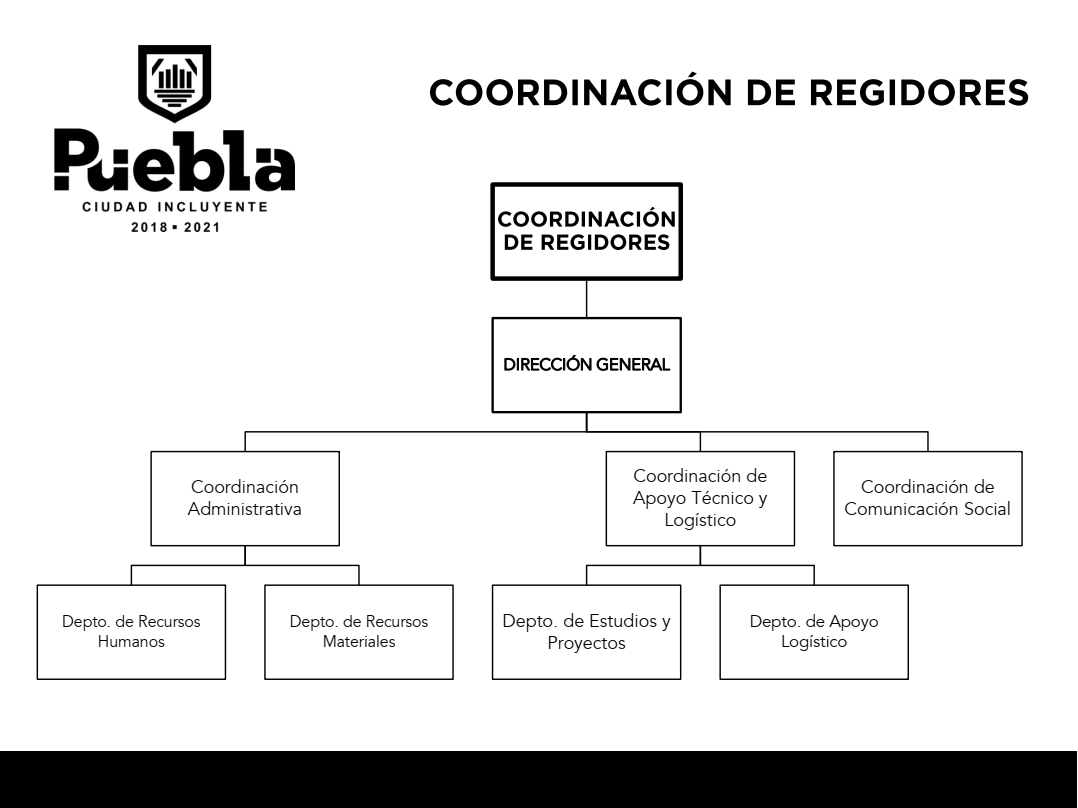 Puebla
CIUDAD INCLUYENTE
2018 ▪ 2021
COORDINACIÓN DE REGIDORES
COORDINACIÓN
DE REGIDORES
DIRECCIÓN GENERAL
Coordinación
Administrativa
Coordinación de
Apoyo Técnico y
Logístico
Coordinación de
Comunicación Social
Depto. de Recursos
Humanos
Depto. de Recursos
Materiales
Depto. de Estudios y
Proyectos
Depto. de Apoyo
Logístico